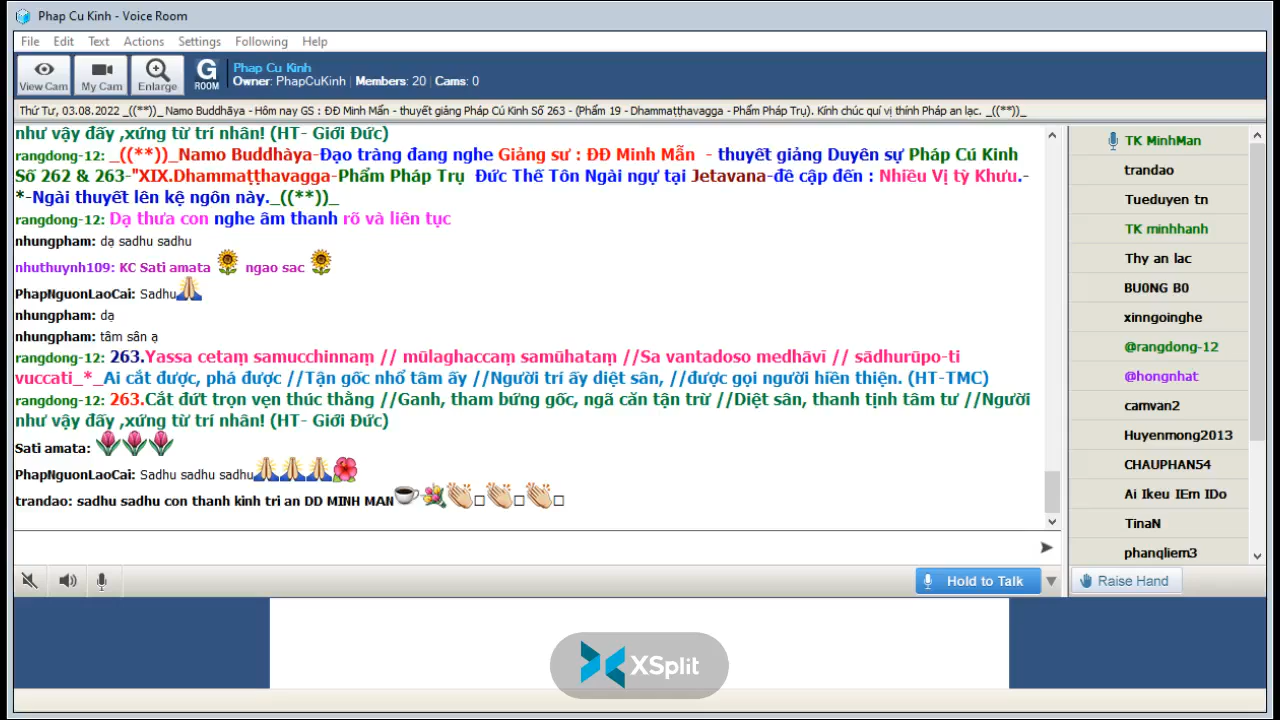 Phap Cu Kinh - Voice Room
File Edit Text Actions Settings Following Help
View Cam My Cam Enlarge
G ROOM
Phap Cu Kinh
Owner: PhapCuKinh | Members: 20 | Cams: 0
Thứ Tư, 03.08.2022 _((**))_ Namo Buddhāya - Hôm nay GS : ĐĐ Minh Mẫn - thuyết giảng Pháp Cú Kinh Số 263 - (Phẩm 19 - Dhammaṭṭhavagga - Phẩm Pháp Trụ). Kính chúc quí vị thính Pháp an lạc. _((**))_
như vậy đấy ,xứng từ trí nhân! (HT- Giới Đức)
rangdong-12: _((**))_Namo Buddhàya-Đạo tràng đang nghe Giảng sư : ĐĐ Minh Mẫn - thuyết giảng Duyên sự Pháp Cú Kinh
Số 262 & 263-"XIX.Dhammaṭṭhavagga-Phẩm Pháp Trụ Đức Thế Tôn Ngài ngự tại Jetavana-đề cập đến : Nhiều Vị tỳ Khưu.-
*-Ngài thuyết lên kệ ngôn này._((**))_
rangdong-12: Dạ thưa con nghe âm thanh rõ và liên tục
nhungpham: dạ sadhu sadhu
nhuthuynh109: KC Sati amata ngao sac
PhapNguonLaoCai: Sadhu
nhungpham: dạ
nhungpham: tâm sân ạ
rangdong-12: 263.Yassa cetaṃ samucchinnaṃ // mūlaghaccaṃ samūhataṃ //Sa vantadoso medhāvī // sādhurūpo-ti
vuccati_*_Ai cắt được, phá được //Tận gốc nhổ tâm ấy //Người trí ấy diệt sân, //được gọi người hiền thiện. (HT-TMC)
rangdong-12: 263.Cắt đứt trọn vẹn thúc thằng //Ganh, tham bứng gốc, ngã căn tận trừ //Diệt sân, thanh tịnh tâm tư //Người
như vậy đấy ,xứng từ trí nhân! (HT- Giới Đức)
Sati amata:
PhapNguonLaoCai: Sadhu sadhu sadhu
trandao: sadhu sadhu con thanh kinh tri an DD MINH MAN
TK MinhMan
trandao
Tueduyen tn
TK minhhanh
Thy an lac
BU0NG B0
xinngoinghe
@rangdong-12
@hongnhat
camvan2
Huyenmong2013
CHAUPHAN54
Ai Ikeu IEm IDo
TinaN
phanqliem3
Hold to Talk
Raise Hand
XSplit